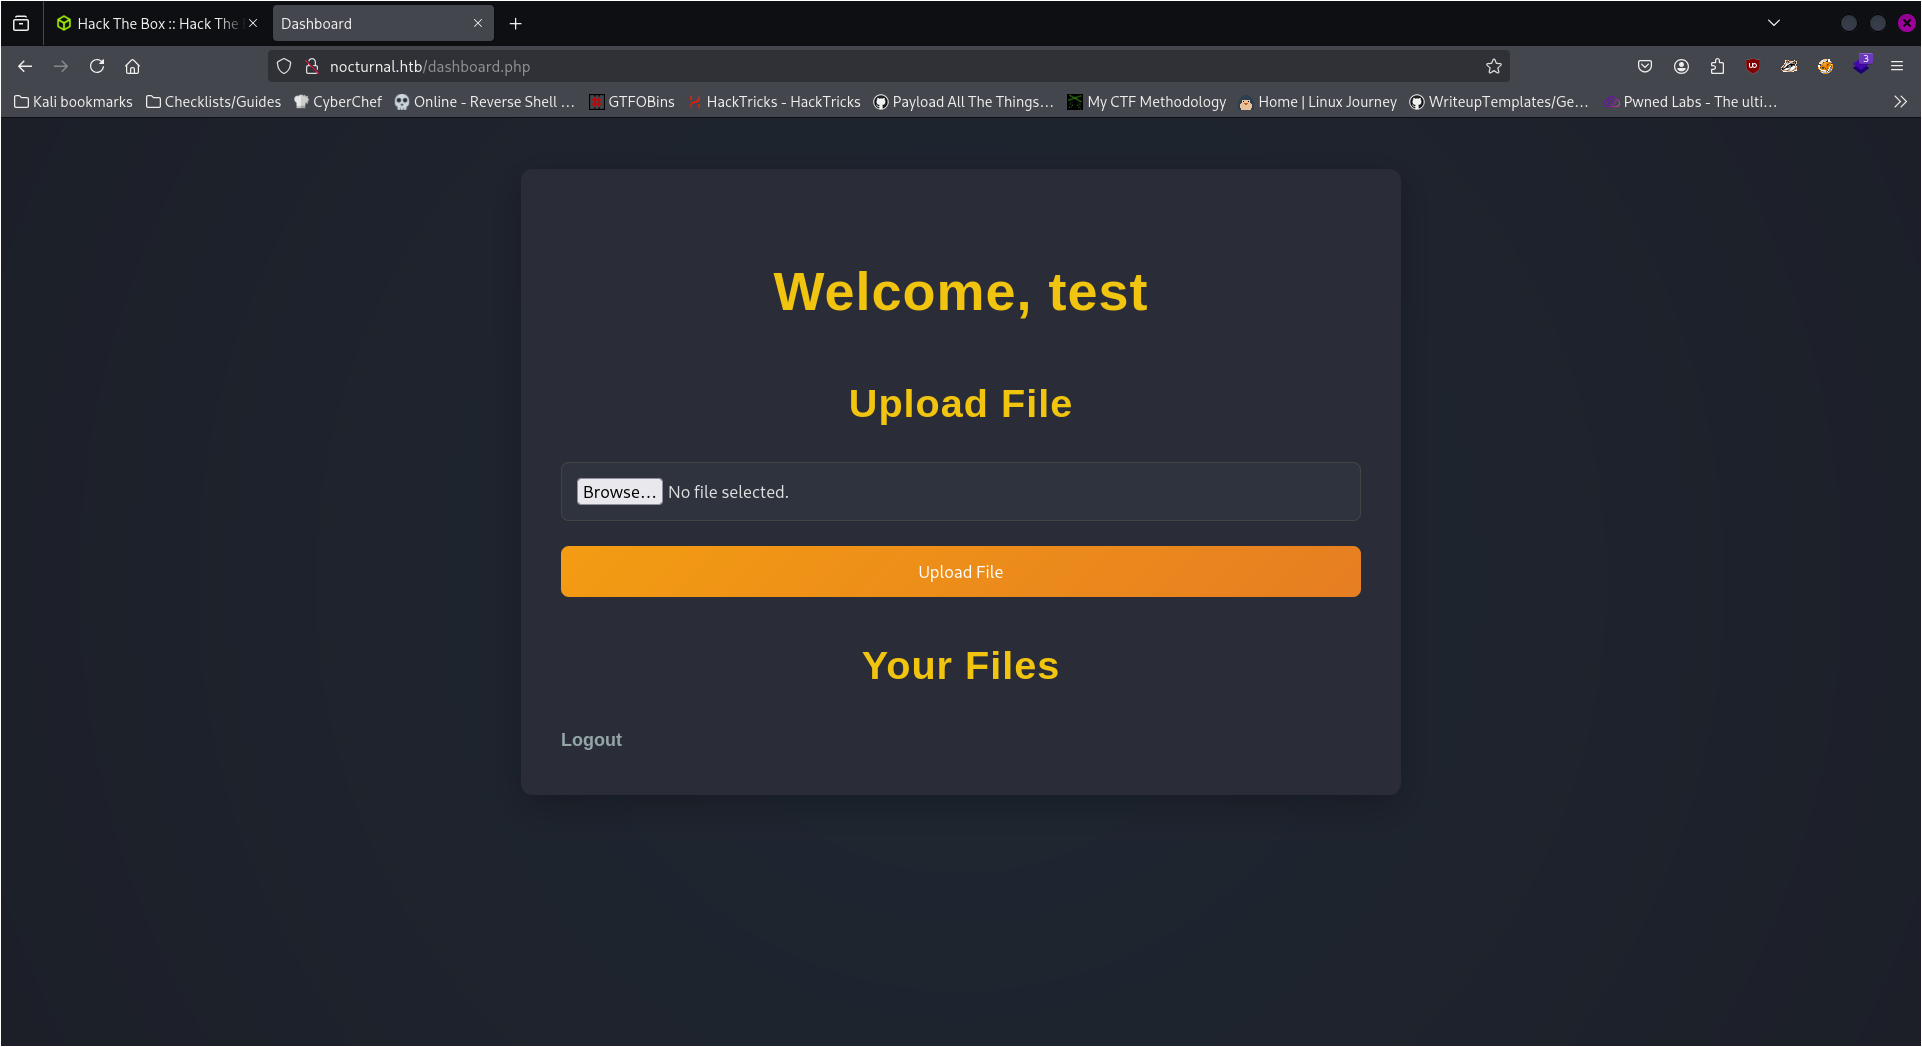 Hack The Box :: Hack The
Dashboard
nocturnal.htb/dashboard.php
3
Kali bookmarks
Checklists/Guides
CyberChef
Online - Reverse Shell …
GTFOBins
HackTricks - HackTricks
Payload All The Things…
My CTF Methodology
Home | Linux Journey
WriteupTemplates/Ge…
Pwned Labs - The ulti…
Welcome, test
Upload File
Browse… No file selected.
Upload File
Your Files
Logout